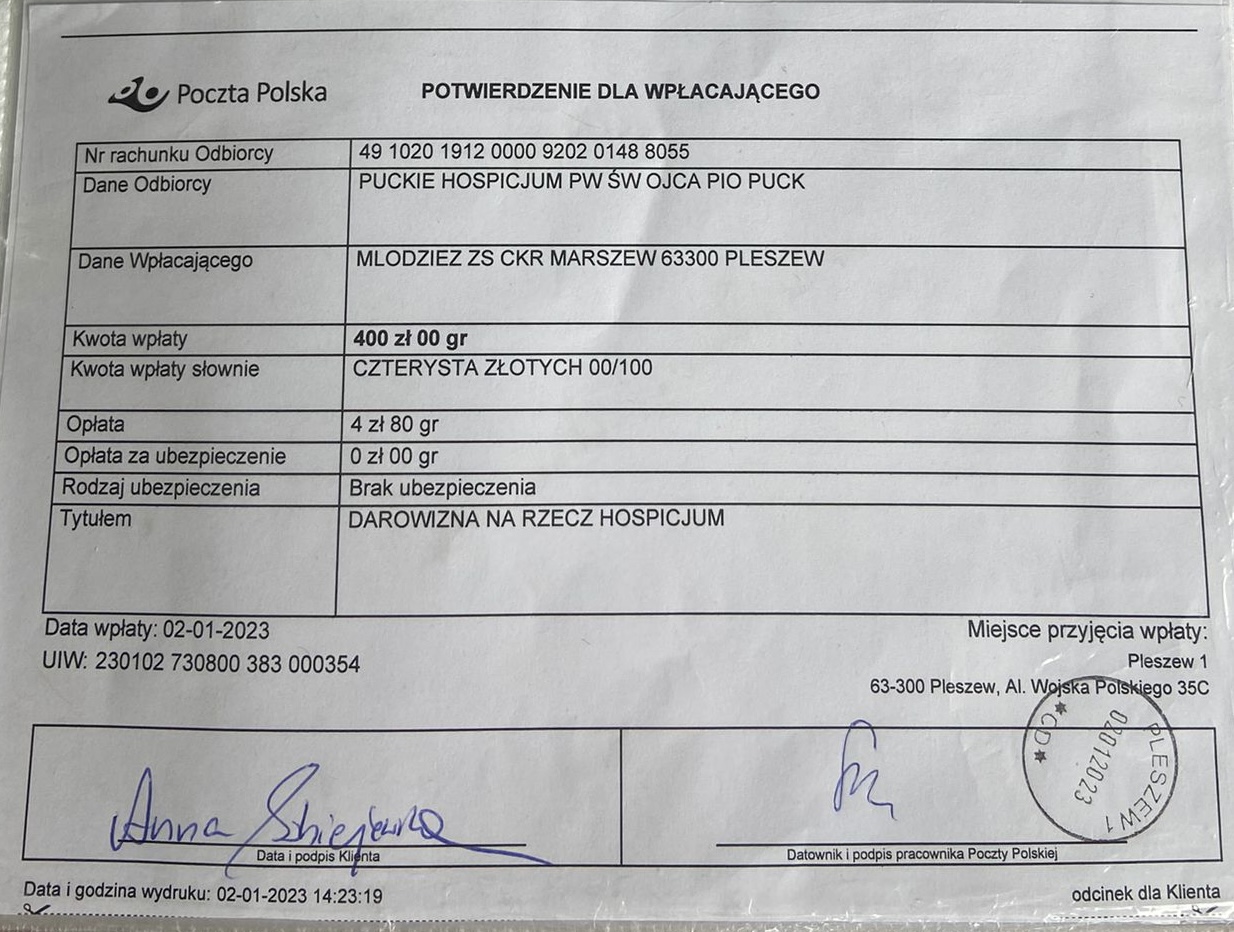 Poczta Polska
POTWIERDZENIE DLA WPŁACAJĄCEGO
Nr rachunku Odbiorcy 49 1020 1912 0000 9202 0148 8055
Dane Odbiorcy PUCKIE HOSPICJUM PW ŚW OJCA PIO PUCK
Dane Wpłacającego MLODZIEZ ZS CKR MARSZEW 63300 PLESZEW
Kwota wpłaty 400 zł 00 gr
Kwota wpłaty słownie CZTERYSTA ZŁOTYCH 00/100
Opłata 4 zł 80 gr
Opłata za ubezpieczenie 0 zł 00 gr
Rodzaj ubezpieczenia Brak ubezpieczenia
Tytułem DAROWIZNA NA RZECZ HOSPICJUM
Data wpłaty: 02-01-2023
UIW: 230102 730800 383 000354
Miejsce przyjęcia wpłaty:
Pleszew 1
63-300 Pleszew, Al. Wojska Polskiego 35C
Anna
Data i podpis Klienta
PLESZEW 1
02012023
*CD*
Datownik i podpis pracownika Poczty Polskiej
Data i godzina wydruku: 02-01-2023 14:23:19
odcinek dla Klienta